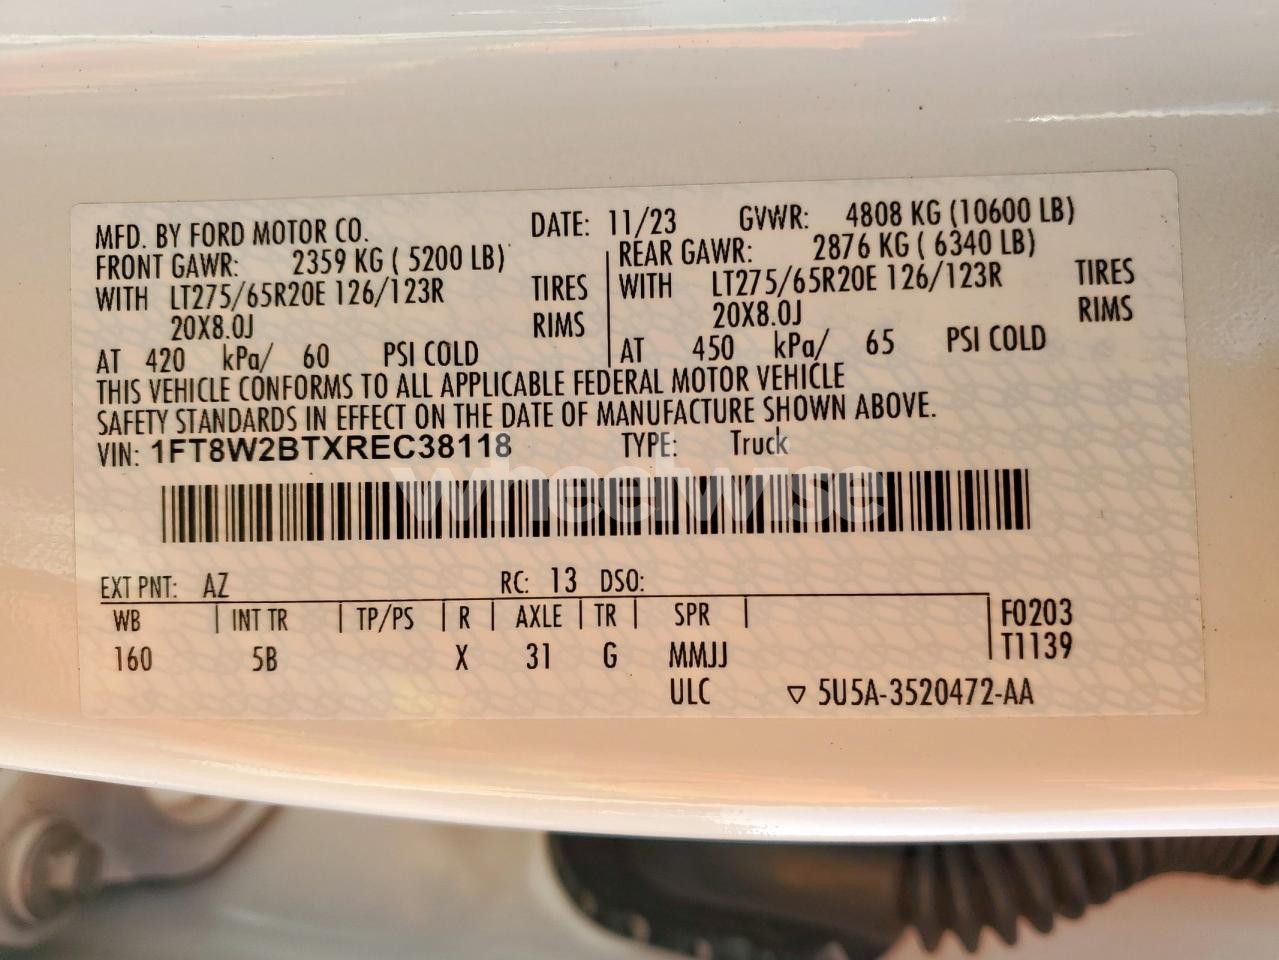 MFD. BY FORD MOTOR CO. DATE: 11/23 GVWR: 4808 KG (10600 LB)
FRONT GAWR: 2359 KG ( 5200 LB) REAR GAWR: 2876 KG ( 6340 LB)
WITH LT275/65R20E 126/123R TIRES WITH LT275/65R20E 126/123R TIRES
20X8.0J RIMS 20X8.0J RIMS
AT 420 kPa/ 60 PSI COLD AT 450 kPa/ 65 PSI COLD
THIS VEHICLE CONFORMS TO ALL APPLICABLE FEDERAL MOTOR VEHICLE
SAFETY STANDARDS IN EFFECT ON THE DATE OF MANUFACTURE SHOWN ABOVE.
VIN: 1FT8W2BTXREC38118 TYPE: Truck
wheelwise
EXT PNT: AZ RC: 13 DSO:
WB INT TR TP/PS R AXLE TR SPR F0203
160 5B X 31 G MMJJ T1139
ULC ▽ 5U5A-3520472-AA